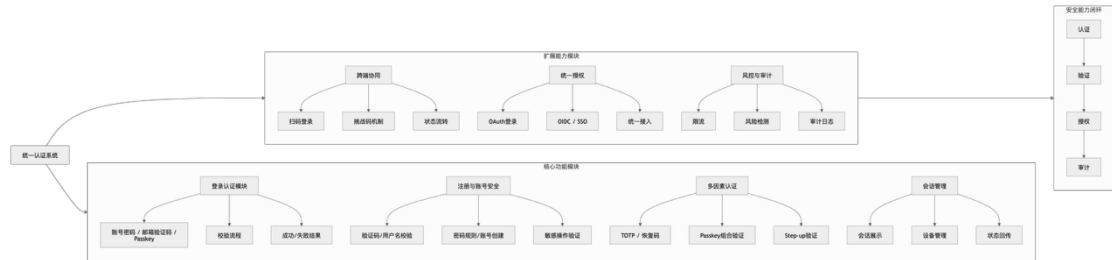 统一认证系统
扩展能力模块
跨端协同
统一授权
风控与审计
扫码登录
挑战码机制
状态流转
OAuth登录
OIDC / SSO
统一接入
限流
风险检测
审计日志
核心功能模块
登录认证模块
注册与账号安全
多因素认证
会话管理
账号密码 / 邮箱验证码 /
Passkey
校验流程
成功/失败结果
验证码/用户名校验
密码规则/账号创建
敏感操作验证
TOTP / 恢复码
Passkey组合验证
Step-up验证
会话展示
设备管理
状态回传
安全能力闭环
认证
验证
授权
审计